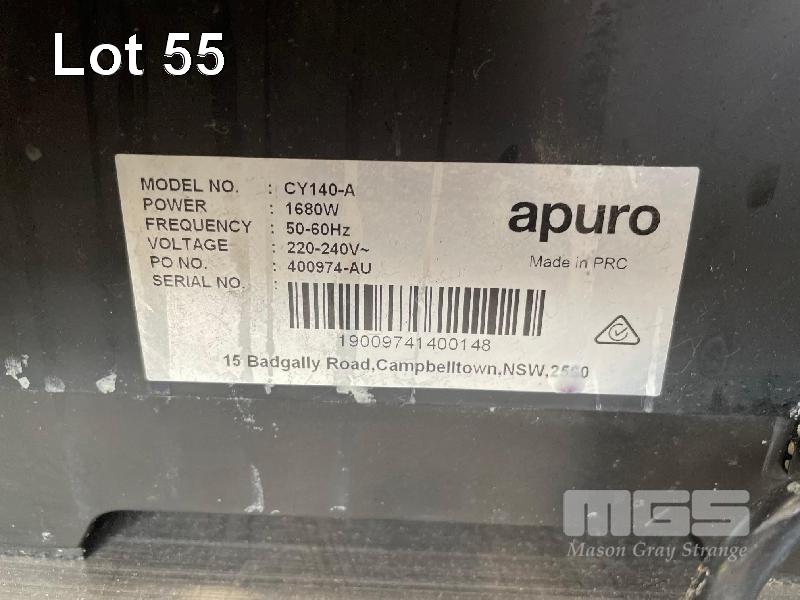 Lot 55
MODEL NO. : CY140-A
POWER : 1680W
FREQUENCY : 50-60Hz
VOLTAGE : 220-240V~
PO NO. : 400974-AU
SERIAL NO. :
apuro
Made in PRC
19009741400148
15 Badgally Road,Campbelltown,NSW,
MGS
Mason Gray Strange